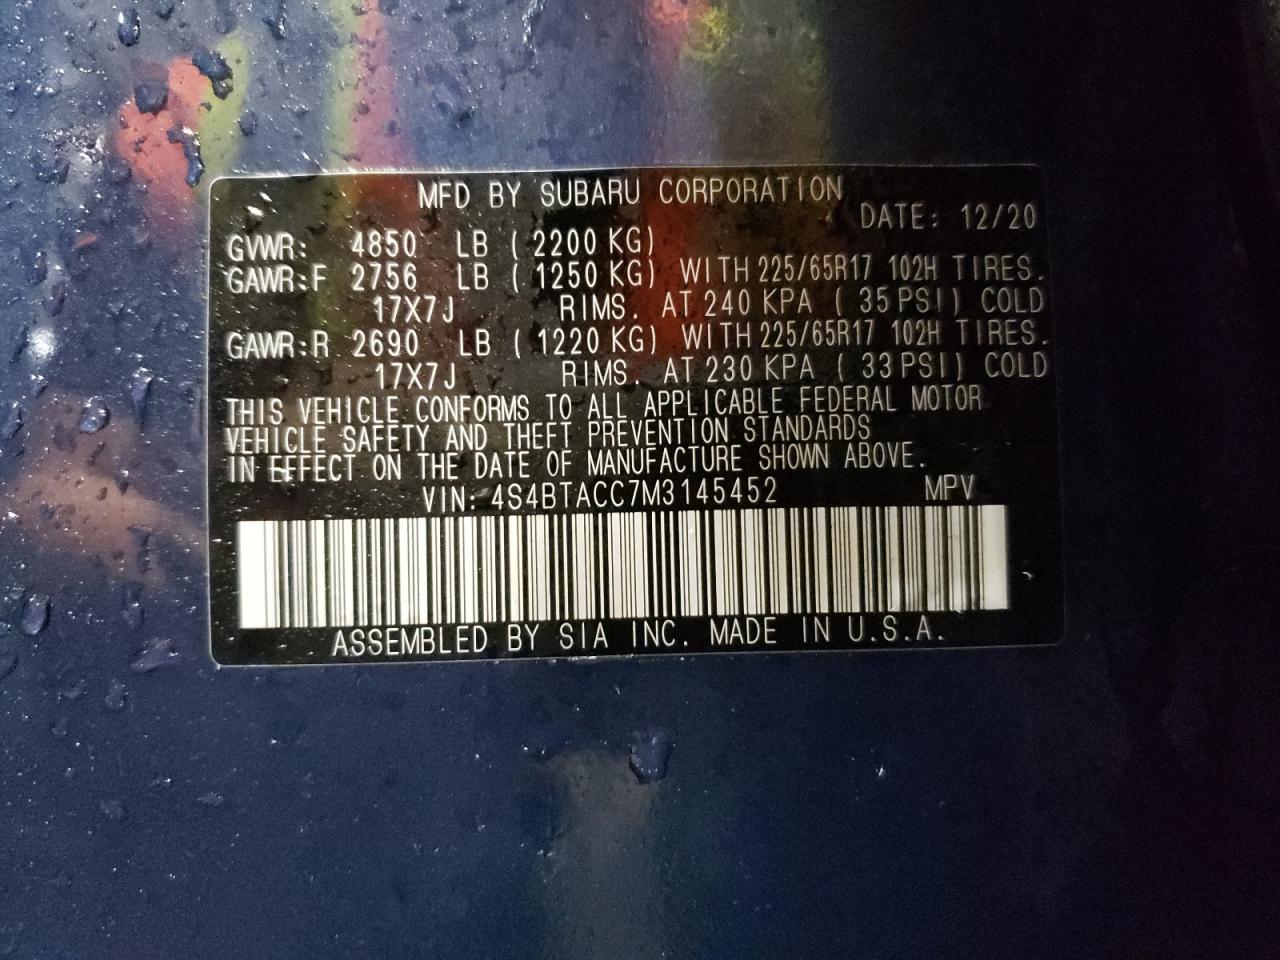 MFD BY SUBARU CORPORATION
DATE: 12/20
GVWR: 4850 LB ( 2200 KG)
GAWR:F 2756 LB ( 1250 KG) WITH 225/65R17 102H TIRES.
17X7J RIMS. AT 240 KPA ( 35 PSI) COLD
GAWR:R 2690 LB ( 1220 KG) WITH 225/65R17 102H TIRES.
17X7J RIMS. AT 230 KPA ( 33 PSI) COLD
THIS VEHICLE CONFORMS TO ALL APPLICABLE FEDERAL MOTOR
VEHICLE SAFETY AND THEFT PREVENTION STANDARDS
IN EFFECT ON THE DATE OF MANUFACTURE SHOWN ABOVE.
VIN: 4S4BTACC7M3145452 MPV
ASSEMBLED BY SIA INC. MADE IN U.S.A.